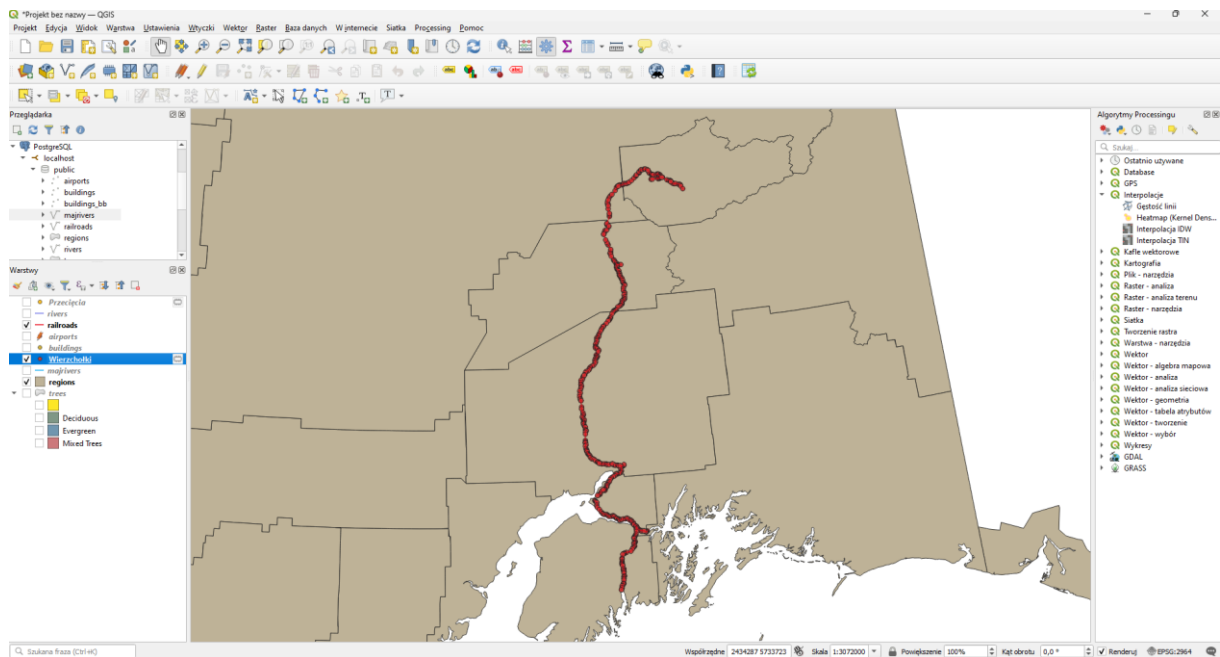 *Projekt bez nazwy — QGIS
Projekt Edycja Widok Warstwa Ustawienia Wtyczki Wektor Raster Baza danych W internecie Siatka Processing Pomoc
Przeglądarka
PostgreSQL
localhost
public
airports
buildings
buildings_bb
majrivers
railroads
regions
rivers
Warstwy
Przecięcia
rivers
railroads
airports
buildings
Wierzchołki
majrivers
regions
trees
Deciduous
Evergreen
Mixed Trees
Algorytmy Processingu
Szukaj...
Ostatnio używane
Database
GPS
Interpolacje
Gęstość linii
Heatmap (Kernel Dens...
Interpolacja IDW
Interpolacja TIN
Kafle wektorowe
Kartografia
Plik - narzędzia
Raster - analiza
Raster - analiza terenu
Raster - narzędzia
Siatka
Tworzenie rastra
Warstwa - narzędzia
Wektor
Wektor - algebra mapowa
Wektor - analiza
Wektor - analiza sieciowa
Wektor - geometria
Wektor - tabela atrybutów
Wektor - tworzenie
Wektor - wybór
Wykresy
GDAL
GRASS
Szukana fraza (Ctrl+K)
Współrzędne 2434287 5733723 Skala 1:3072000 Powiększenie 100% Kąt obrotu 0,0 ° Renderuj EPSG:2964